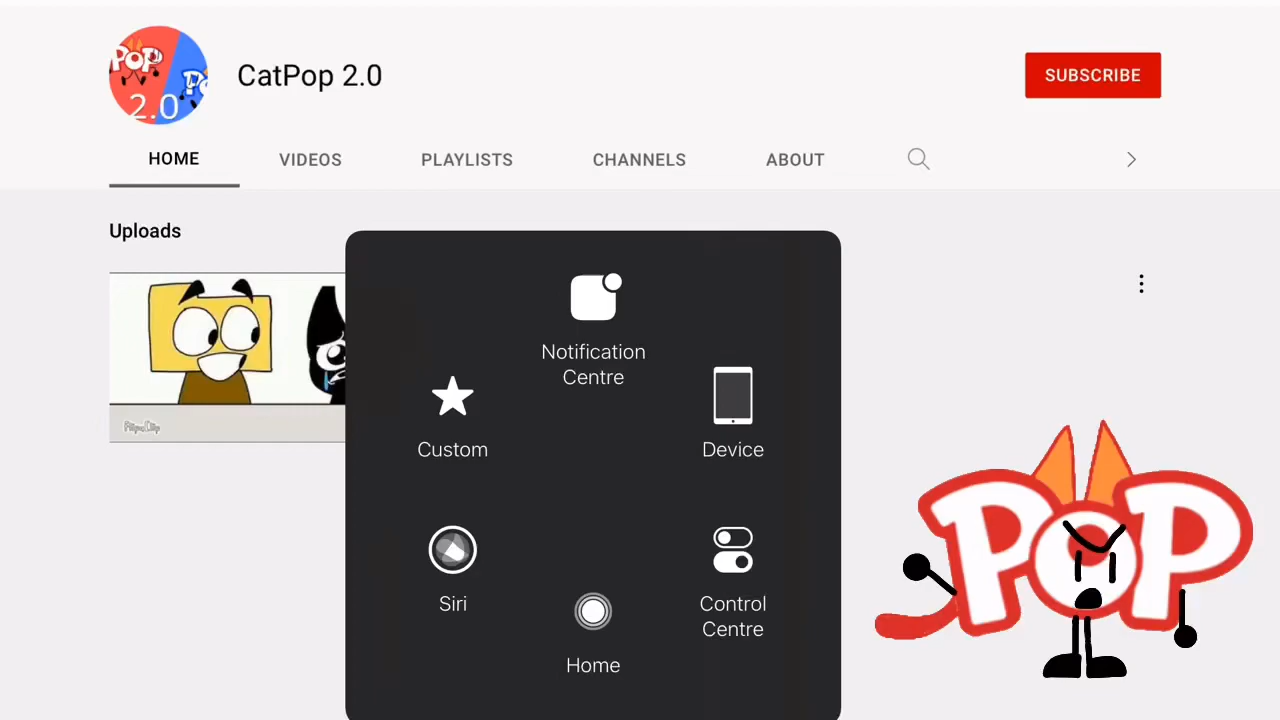 POP
2.0
CatPop 2.0
SUBSCRIBE
HOME
VIDEOS
PLAYLISTS
CHANNELS
ABOUT
Uploads
Notification
Centre
Custom
Device
FlipaClip
Siri
Control
Centre
Home
POP